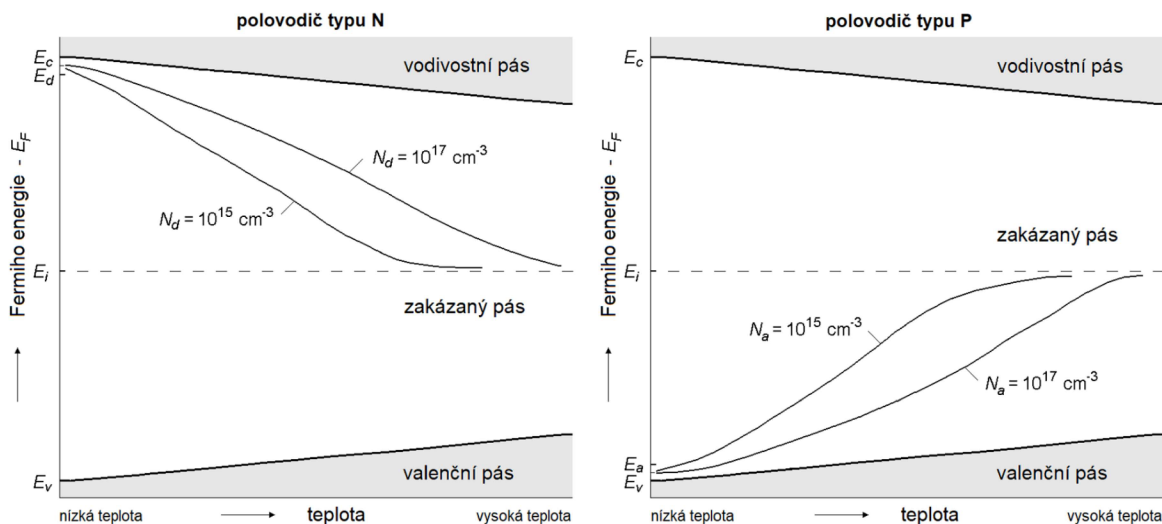 polovodič typu N
E_c
E_d
vodivostní pás
N_d = 10^17 cm^-3
N_d = 10^15 cm^-3
E_i
zakázaný pás
E_v
valenční pás
Fermiho energie - E_F
nízká teplota
teplota
vysoká teplota
polovodič typu P
E_c
vodivostní pás
zakázaný pás
E_i
N_a = 10^15 cm^-3
N_a = 10^17 cm^-3
E_a
E_v
valenční pás
Fermiho energie - E_F
nízká teplota
teplota
vysoká teplota